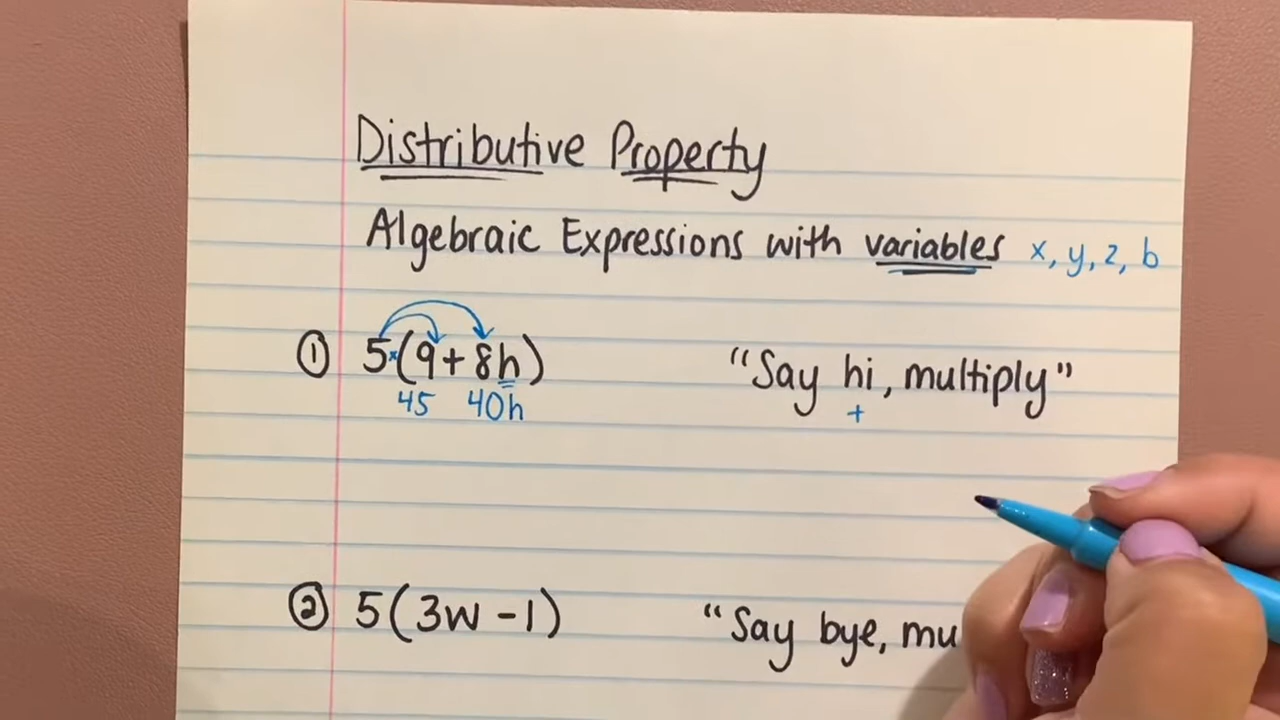 Distributive Property
Algebraic Expressions with variables x, y, z, b
① 5×(9+8h) "Say hi, multiply"
45 40h +
② 5(3w-1) "Say bye, mu